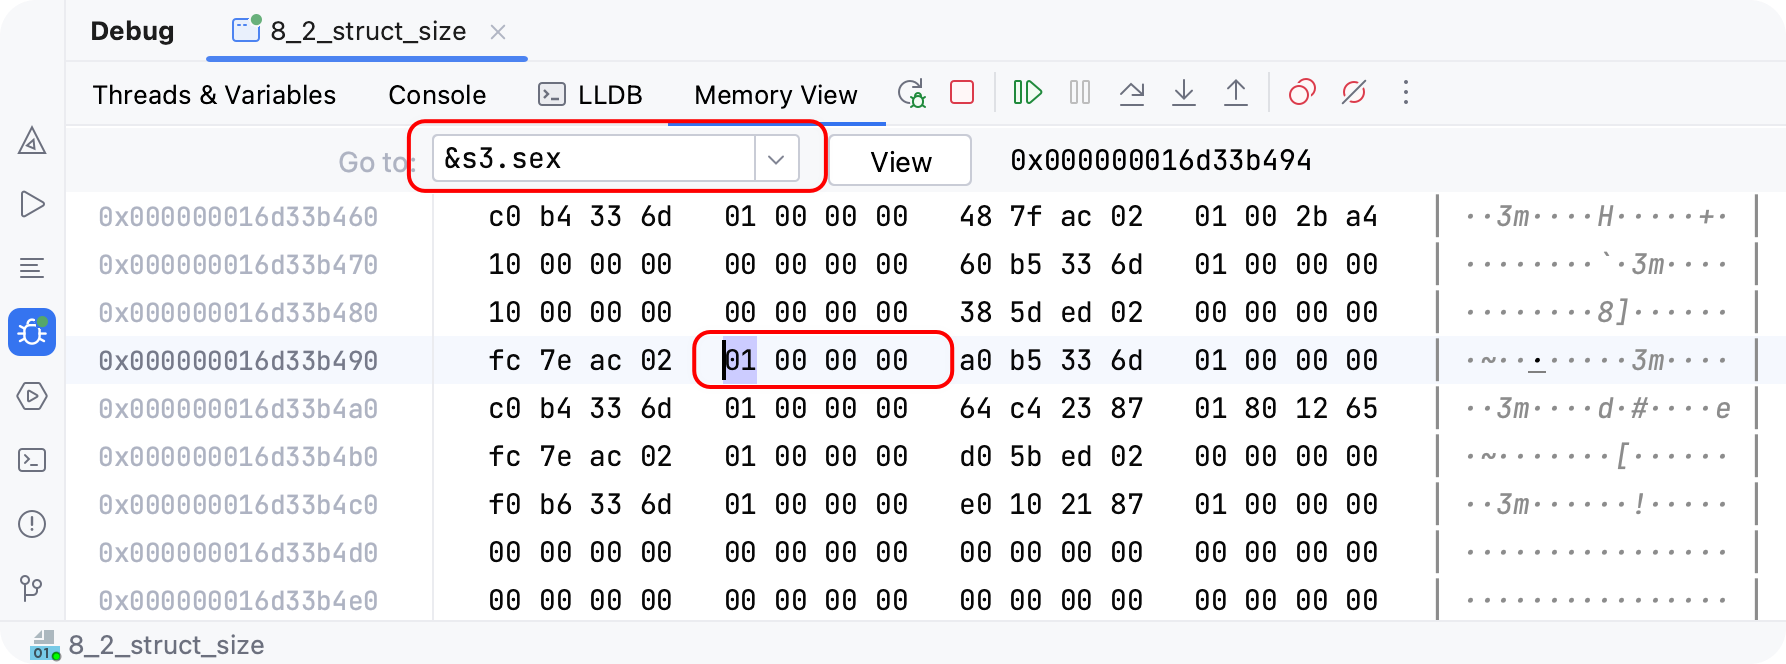 Debug 8_2_struct_size
Threads & Variables Console LLDB Memory View
Go to: &s3.sex View 0x000000016d33b494
0x000000016d33b460 c0 b4 33 6d 01 00 00 00 48 7f ac 02 01 00 2b a4 ··3m····H·····+·
0x000000016d33b470 10 00 00 00 00 00 00 00 60 b5 33 6d 01 00 00 00 ········`·3m····
0x000000016d33b480 10 00 00 00 00 00 00 00 38 5d ed 02 00 00 00 00 ········8]······
0x000000016d33b490 fc 7e ac 02 01 00 00 00 a0 b5 33 6d 01 00 00 00 ·~········3m····
0x000000016d33b4a0 c0 b4 33 6d 01 00 00 00 64 c4 23 87 01 80 12 65 ··3m····d·#····e
0x000000016d33b4b0 fc 7e ac 02 01 00 00 00 d0 5b ed 02 00 00 00 00 ·~·······[······
0x000000016d33b4c0 f0 b6 33 6d 01 00 00 00 e0 10 21 87 01 00 00 00 ··3m······!·····
0x000000016d33b4d0 00 00 00 00 00 00 00 00 00 00 00 00 00 00 00 00 ················
0x000000016d33b4e0 00 00 00 00 00 00 00 00 00 00 00 00 00 00 00 00 ················
01 8_2_struct_size